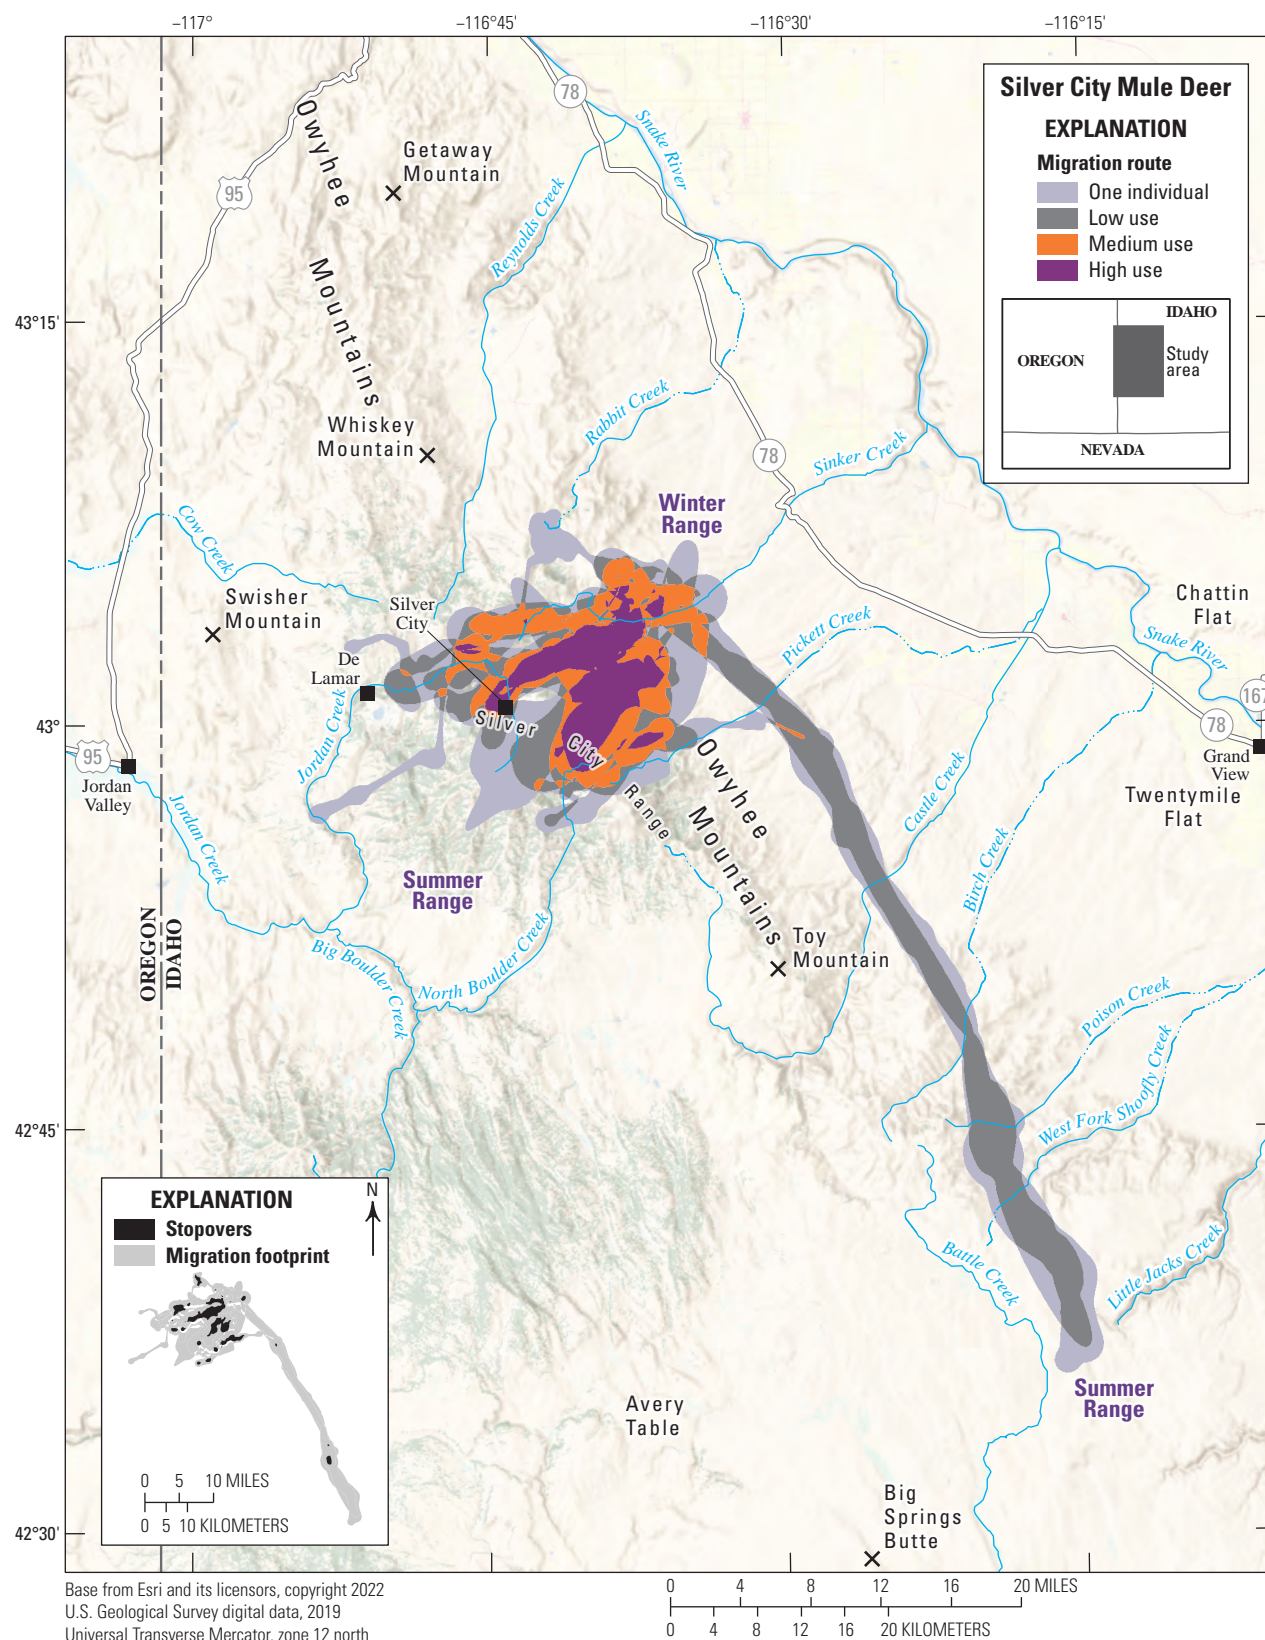 −117°
−116°45'
−116°30'
−116°15'
43°15'
43°
42°45'
42°30'
Silver City Mule Deer
EXPLANATION
Migration route
One individual
Low use
Medium use
High use
IDAHO
OREGON
Study
area
NEVADA
78
95
Owyhee
Mountains
Getaway
Mountain
Snake River
Reynolds Creek
Whiskey
Mountain
Rabbit Creek
78
Sinker Creek
Winter
Range
Cow Creek
Swisher
Mountain
Silver
City
De
Lamar
Pickett Creek
Chattin
Flat
Snake River
167
78
Grand
View
Twentymile
Flat
Jordan Creek
95
Jordan
Valley
Jordan Creek
Silver
City
Range
Owyhee
Mountains
Castle Creek
Birch Creek
Summer
Range
OREGON
IDAHO
Big Boulder Creek
North Boulder Creek
Toy
Mountain
Poison Creek
West Fork Shoofly Creek
Battle Creek
Little Jacks Creek
Summer
Range
Avery
Table
Big
Springs
Butte
EXPLANATION
N
Stopovers
Migration footprint
0 5 10 MILES
0 5 10 KILOMETERS
Base from Esri and its licensors, copyright 2022
U.S. Geological Survey digital data, 2019
Universal Transverse Mercator, zone 12 north
0 4 8 12 16 20 MILES
0 4 8 12 16 20 KILOMETERS